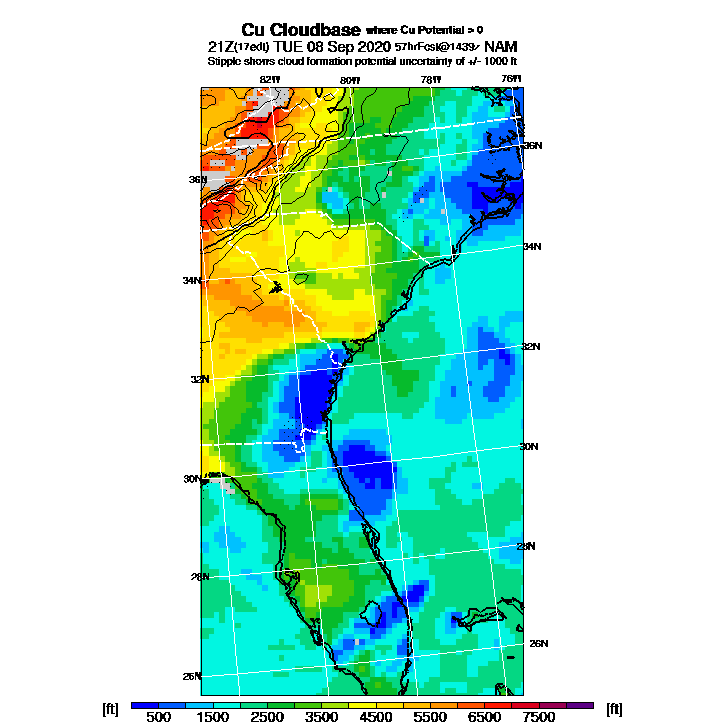 Cu Cloudbase where Cu Potential > 0
21Z(17edt) TUE 08 Sep 2020 57hrFcst@1439z NAM
Stipple shows cloud formation potential uncertainty of +/- 1000 ft
82W 80W 78W 76W
36N
36N
34N
34N
32N
32N
30N
30N
28N
28N
26N
26N
[ft] 500 1500 2500 3500 4500 5500 6500 7500 [ft]